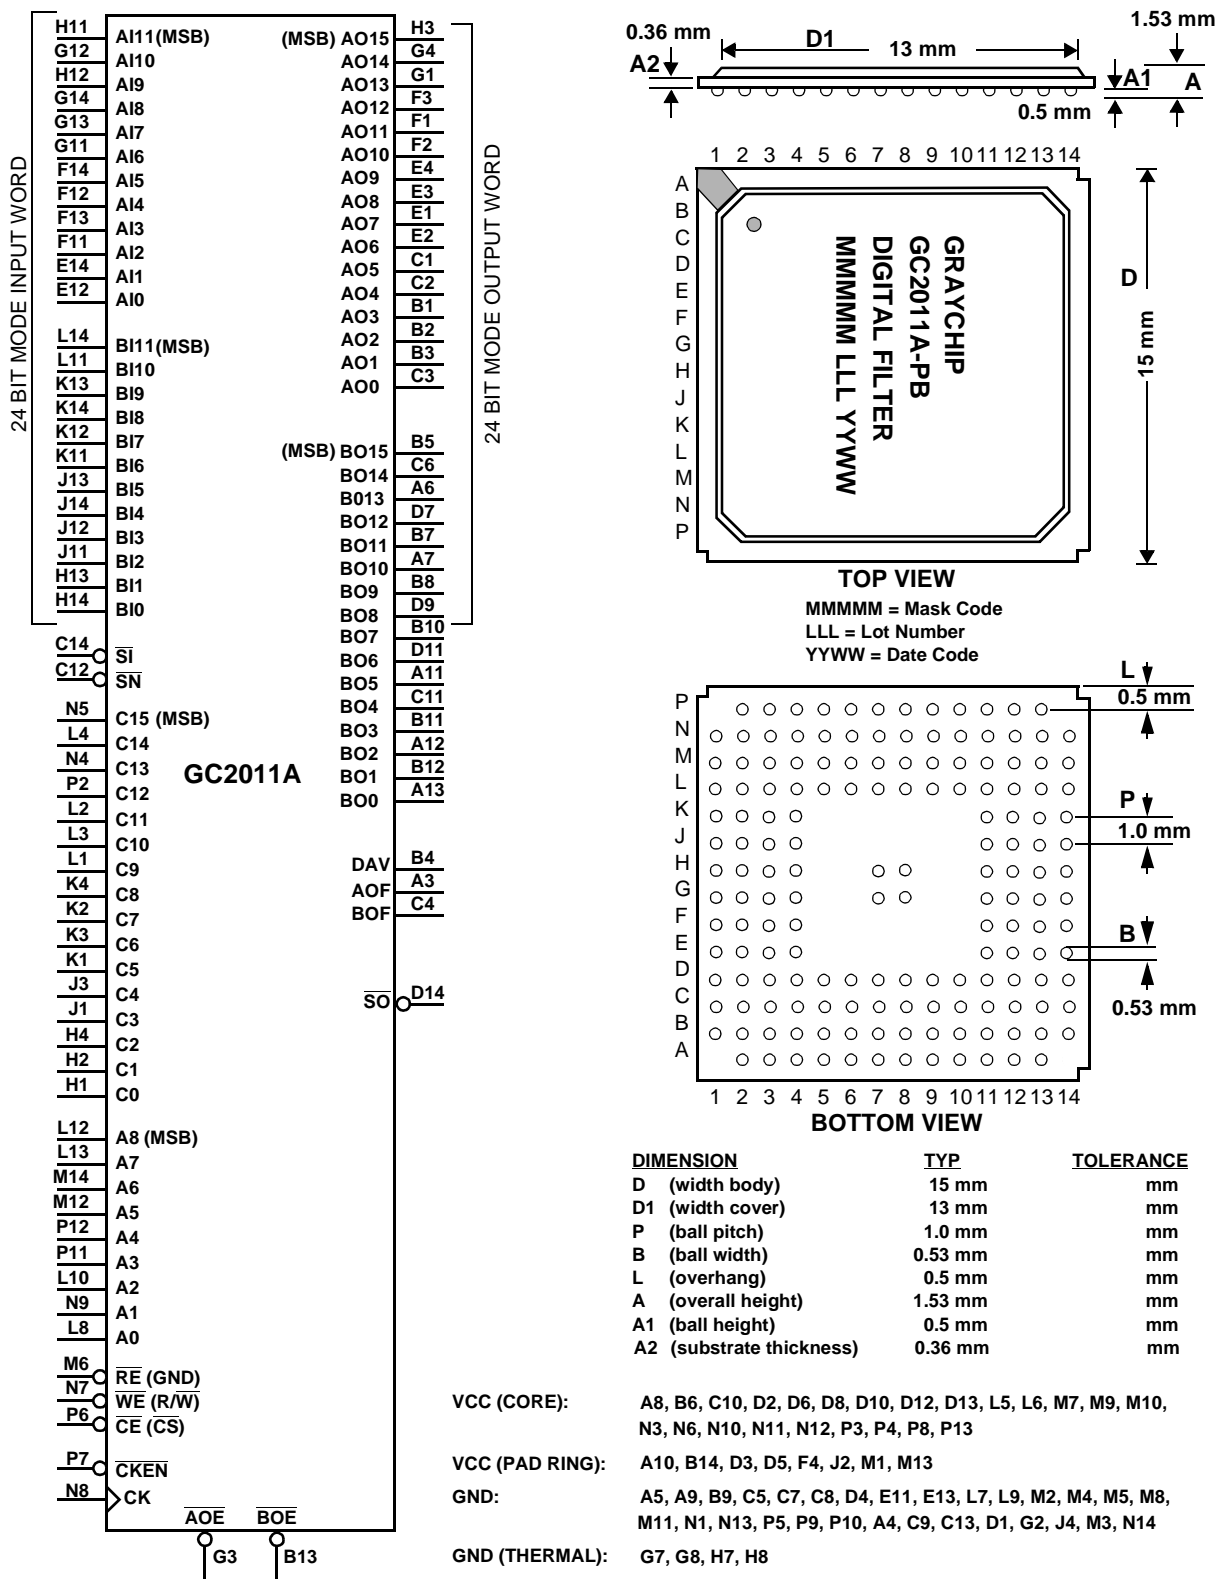 24 BIT MODE INPUT WORD
H11 AI11(MSB)
G12 AI10
H12 AI9
G14 AI8
G13 AI7
G11 AI6
F14 AI5
F12 AI4
F13 AI3
F11 AI2
E14 AI1
E12 AI0
L14 BI11(MSB)
L11 BI10
K13 BI9
K14 BI8
K12 BI7
K11 BI6
J13 BI5
J14 BI4
J12 BI3
J11 BI2
H13 BI1
H14 BI0
C14 SI
C12 SN
N5 C15 (MSB)
L4 C14
N4 C13
P2 C12
L2 C11
L3 C10
L1 C9
K4 C8
K2 C7
K3 C6
K1 C5
J3 C4
J1 C3
H4 C2
H2 C1
H1 C0
L12 A8 (MSB)
L13 A7
M14 A6
M12 A5
P12 A4
P11 A3
L10 A2
N9 A1
L8 A0
M6 RE (GND)
N7 WE (R/W)
P6 CE (CS)
P7 CKEN
N8 CK
GC2011A
(MSB) AO15 H3
AO14 G4
AO13 G1
AO12 F3
AO11 F1
AO10 F2
AO9 E4
AO8 E3
AO7 E1
AO6 E2
AO5 C1
AO4 C2
AO3 B1
AO2 B2
AO1 B3
AO0 C3
(MSB) BO15 B5
BO14 C6
B013 A6
BO12 D7
BO11 B7
BO10 A7
BO9 B8
BO8 D9
BO7 B10
BO6 D11
BO5 A11
BO4 C11
BO3 B11
BO2 A12
BO1 B12
BO0 A13
24 BIT MODE OUTPUT WORD
DAV B4
AOF A3
BOF C4
SO D14
AOE BOE
G3 B13
0.36 mm D1 13 mm 1.53 mm
A2 A1 A
0.5 mm
1 2 3 4 5 6 7 8 9 10 11 12 13 14
A
B
C
D
E
F
G
H
J
K
L
M
N
P
GRAYCHIP
GC2011A-PB
DIGITAL FILTER
MMMMM LLL YYWW
D
15 mm
TOP VIEW
MMMMM = Mask Code
LLL = Lot Number
YYWW = Date Code
L
0.5 mm
P
1.0 mm
B
0.53 mm
P
N
M
L
K
J
H
G
F
E
D
C
B
A
1 2 3 4 5 6 7 8 9 10 11 12 13 14
BOTTOM VIEW
DIMENSION TYP TOLERANCE
D (width body) 15 mm mm
D1 (width cover) 13 mm mm
P (ball pitch) 1.0 mm mm
B (ball width) 0.53 mm mm
L (overhang) 0.5 mm mm
A (overall height) 1.53 mm mm
A1 (ball height) 0.5 mm mm
A2 (substrate thickness) 0.36 mm mm
VCC (CORE): A8, B6, C10, D2, D6, D8, D10, D12, D13, L5, L6, M7, M9, M10,
N3, N6, N10, N11, N12, P3, P4, P8, P13
VCC (PAD RING): A10, B14, D3, D5, F4, J2, M1, M13
GND: A5, A9, B9, C5, C7, C8, D4, E11, E13, L7, L9, M2, M4, M5, M8,
M11, N1, N13, P5, P9, P10, A4, C9, C13, D1, G2, J4, M3, N14
GND (THERMAL): G7, G8, H7, H8